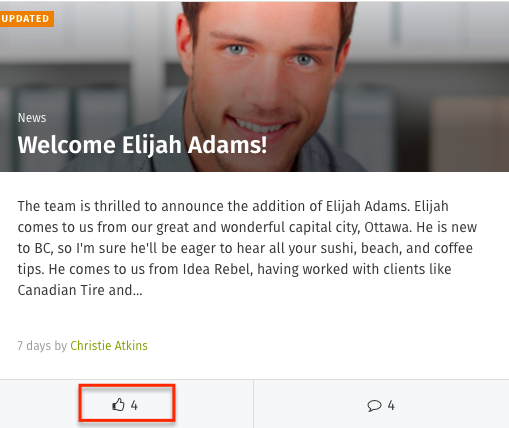 UPDATED
News
Welcome Elijah Adams!
The team is thrilled to announce the addition of Elijah Adams. Elijah
comes to us from our great and wonderful capital city, Ottawa. He is new
to BC, so I'm sure he'll be eager to hear all your sushi, beach, and coffee
tips. He comes to us from Idea Rebel, having worked with clients like
Canadian Tire and...
7 days by Christie Atkins
4 4